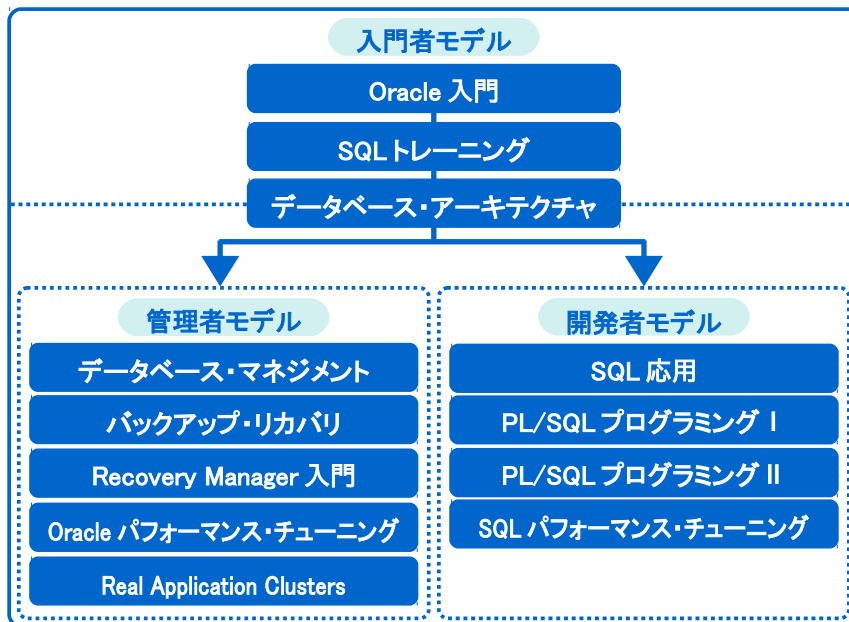 入門者モデル
Oracle 入門
SQLトレーニング
データベース・アーキテクチャ
管理者モデル
データベース・マネジメント
バックアップ・リカバリ
Recovery Manager 入門
Oracle パフォーマンス・チューニング
Real Application Clusters
開発者モデル
SQL 応用
PL/SQL プログラミング Ⅰ
PL/SQL プログラミング Ⅱ
SQL パフォーマンス・チューニング